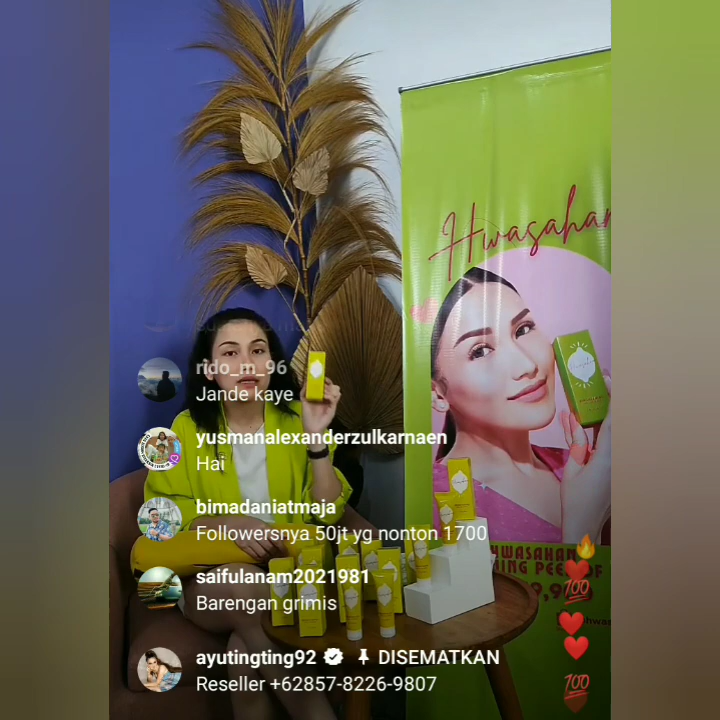 Hwasahan
rido_m_96
Jande kaye
yusmanalexanderzulkarnaen
Hai
bimadaniatmaja
Followersnya 50jt yg nonton 1700
saifulanam2021981
Barengan grimis
ayutingting92 DISEMATKAN
Reseller +62857-8226-9807
HWASAHAN
💯
💯